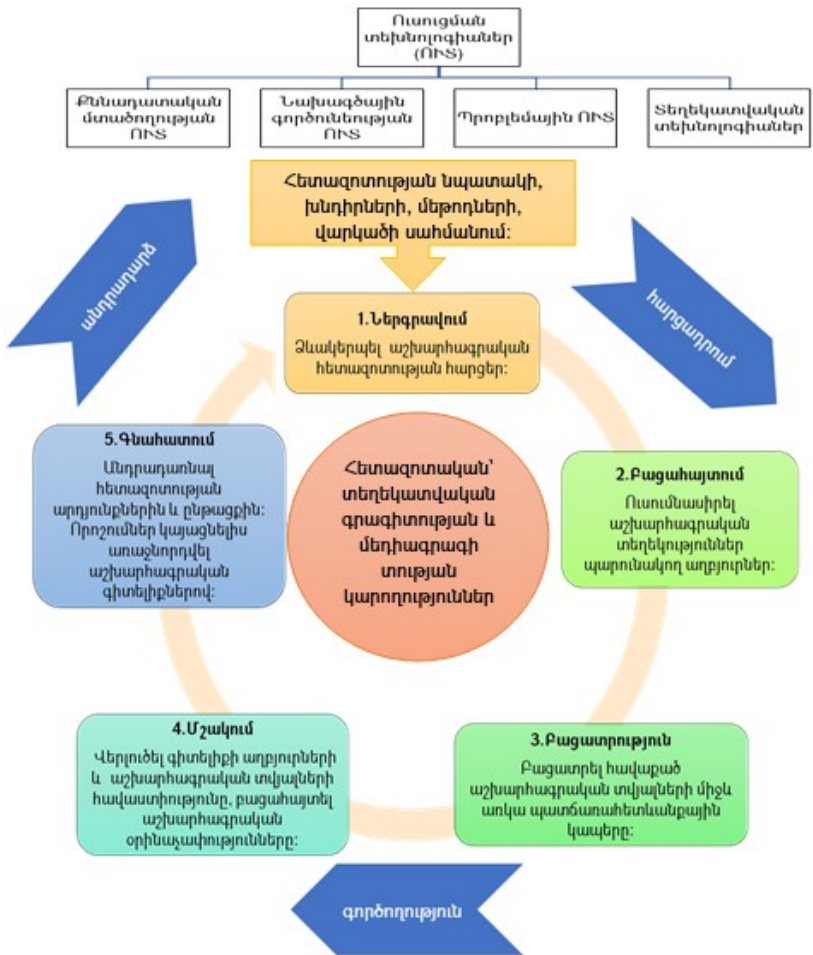 Ուսուցման
տեխնոլոգիաներ
(ՈՒՏ)
Քննադատական
մտածողության
ՈՒՏ
Նախագծային
գործունեության
ՈՒՏ
Պրոբլեմային ՈՒՏ
Տեղեկատվական
տեխնոլոգիաներ
Հետազոտության նպատակի,
խնդիրների, մեթոդների,
վարկածի սահմանում:
անդրադարձ
հարցադրում
1.Ներգրավում
Ձևակերպել աշխարհագրական
հետազոտության հարցեր:
2.Բացահայտում
Ուսումնասիրել
աշխարհագրական
տեղեկություններ
պարունակող աղբյուրներ:
3.Բացատրություն
Բացատրել հավաքած
աշխարհագրական տվյալների միջև
առկա պատճառահետևանքային
կապերը:
4.Մշակում
Վերլուծել գիտելիքի աղբյուրների
և աշխարհագրական տվյալների
հավաստիությունը, բացահայտել
աշխարհագրական
օրինաչափությունները:
5.Գնահատում
Անդրադառնալ
հետազոտության
արդյունքներին և ընթացքին:
Որոշումներ կայացնելիս
առաջնորդվել
աշխարհագրական
գիտելիքներով:
Հետազոտական՝
տեղեկատվական
գրագիտության և
մեդիագրագի
տության
կարողություններ
գործողություն